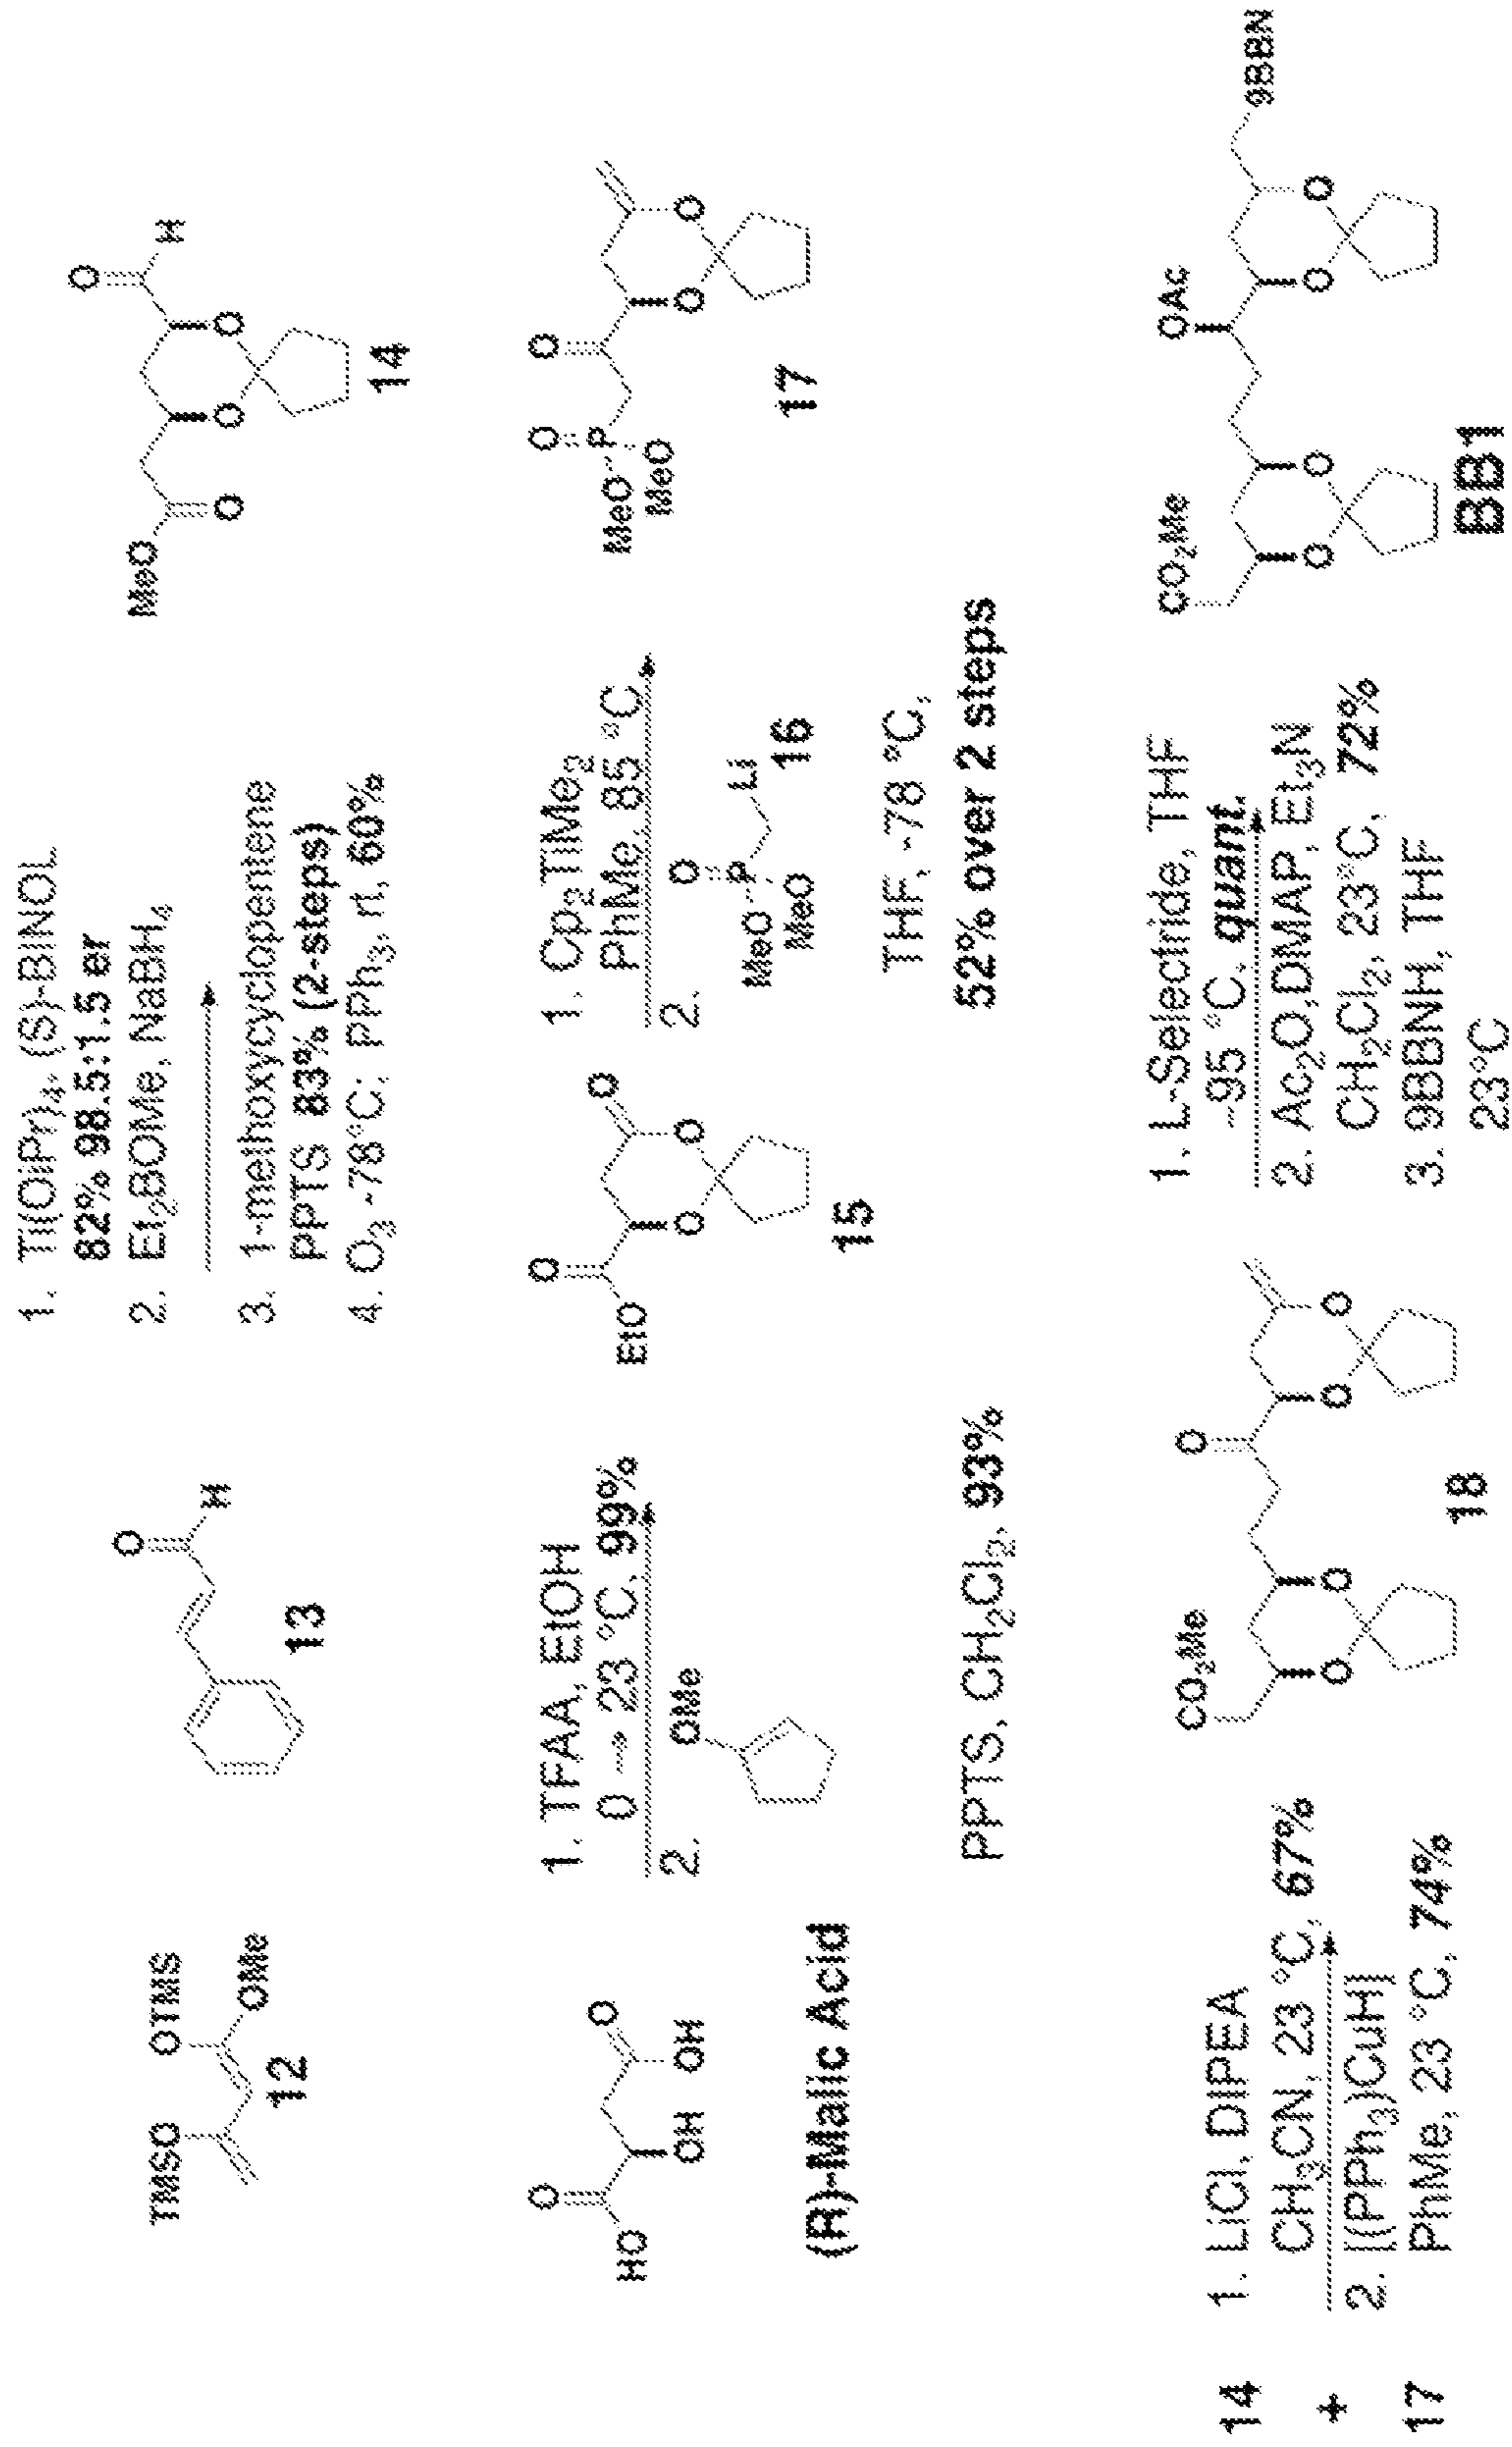 TMSO OTMS
OMe
12
O
H
13
1. Ti(OiPr)₄, (S)-BINOL
82% 98.5:1.5 er
2. Et₂BOMe, NaBH₄
3. 1-methoxycyclopentene
PPTS 83% (2-steps)
4. O₃ -78°C; PPh₃, rt, 60%
MeO
O
O O
O
H
14
O
HO
OH
O
OH
(R)-Malic Acid
1. TFAA, EtOH
0 → 23 °C, 99%
2.
OMe
PPTS, CH₂Cl₂, 93%
O
EtO
O O
O
15
1. Cp₂TiMe₂
PhMe, 85 °C
2.
O
P
Li
MeO
MeO
16
THF, -78 °C,
52% over 2 steps
O O
P
MeO
MeO
O O
17
14
+
17
1. LiCl, DIPEA
CH₃CN, 23 °C, 67%
2. [(PPh₃)CuH]
PhMe, 23 °C, 74%
CO₂Me
O
O O
O O
18
1. L-Selectride, THF
-95 °C, quant.
2. Ac₂O,DMAP, Et₃N
CH₂Cl₂, 23°C, 72%
3. 9BBNH, THF
23°C
CO₂Me
OAc
9BBN
O O
O O
BB1